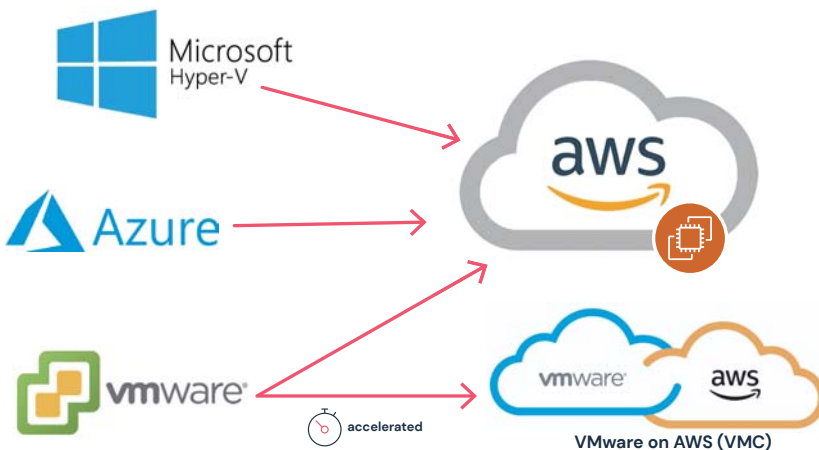 Microsoft
Hyper-V
aws
Azure
vmware®
accelerated
vmware®
aws
VMware on AWS (VMC)